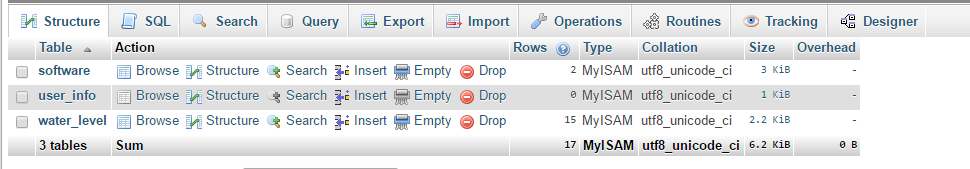 Structure SQL Search Query Export Import Operations Routines Tracking Designer
Table Action Rows Type Collation Size Overhead
software Browse Structure Search Insert Empty Drop 2 MyISAM utf8_unicode_ci 3 KiB -
user_info Browse Structure Search Insert Empty Drop 0 MyISAM utf8_unicode_ci 1 KiB -
water_level Browse Structure Search Insert Empty Drop 15 MyISAM utf8_unicode_ci 2.2 KiB -
3 tables Sum 17 MyISAM utf8_unicode_ci 6.2 KiB 0 B